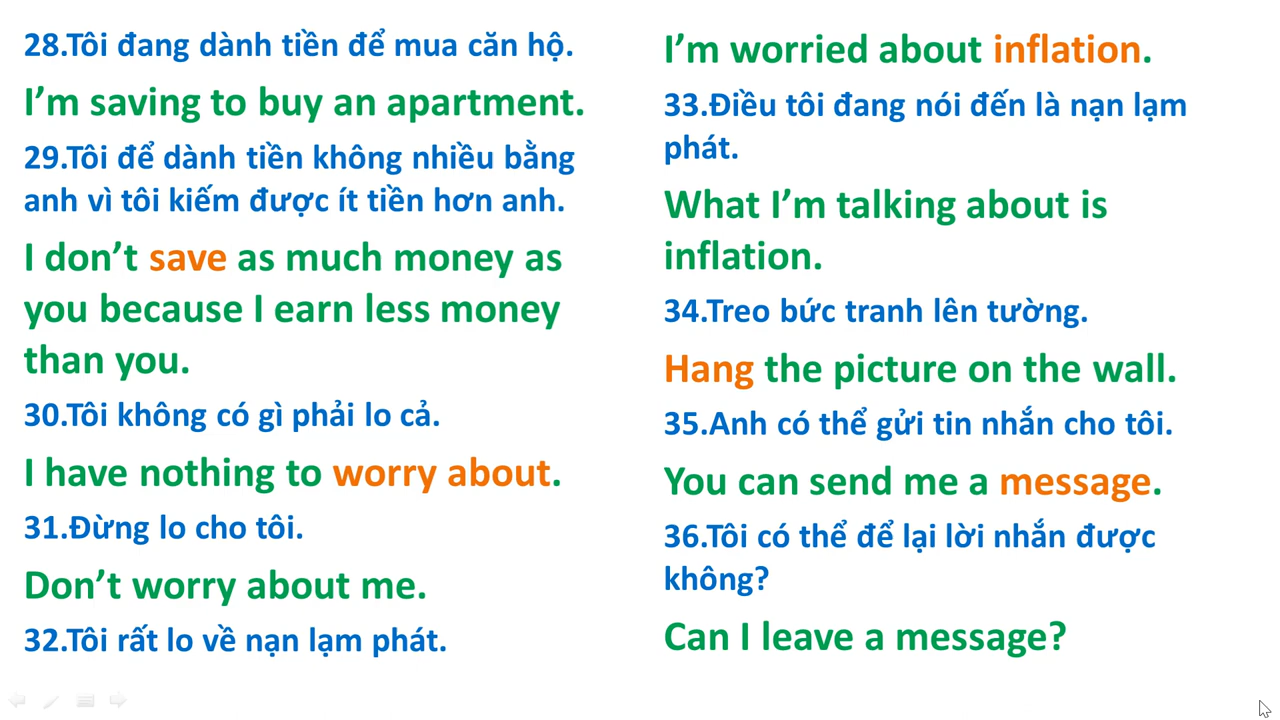 28.Tôi đang dành tiền để mua căn hộ.
I’m saving to buy an apartment.
29.Tôi để dành tiền không nhiều bằng
anh vì tôi kiếm được ít tiền hơn anh.
I don’t save as much money as
you because I earn less money
than you.
30.Tôi không có gì phải lo cả.
I have nothing to worry about.
31.Đừng lo cho tôi.
Don’t worry about me.
32.Tôi rất lo về nạn lạm phát.
I’m worried about inflation.
33.Điều tôi đang nói đến là nạn lạm
phát.
What I’m talking about is
inflation.
34.Treo bức tranh lên tường.
Hang the picture on the wall.
35.Anh có thể gửi tin nhắn cho tôi.
You can send me a message.
36.Tôi có thể để lại lời nhắn được
không?
Can I leave a message?